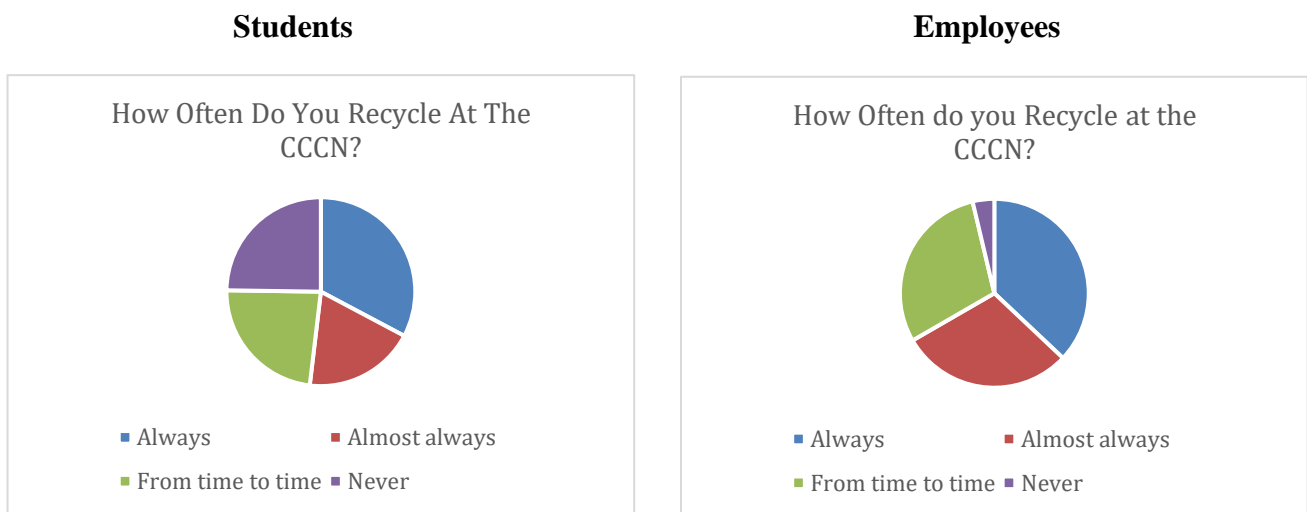 Students
How Often Do You Recycle At The
CCCN?
Always
Almost always
From time to time
Never
Employees
How Often do you Recycle at the
CCCN?
Always
Almost always
From time to time
Never